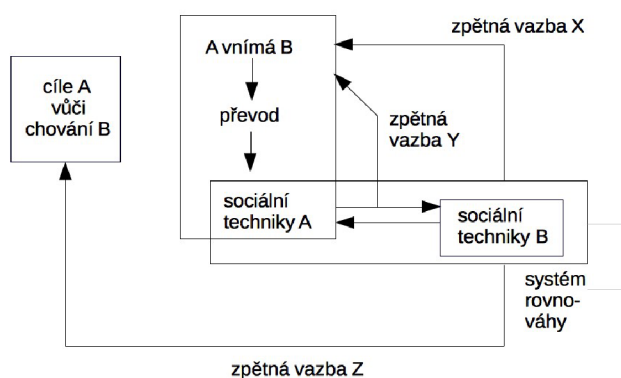 zpětná vazba X
A vnímá B
cíle A
vůči
chování B
převod
zpětná
vazba Y
sociální
techniky A
sociální
techniky B
systém
rovno-
váhy
zpětná vazba Z